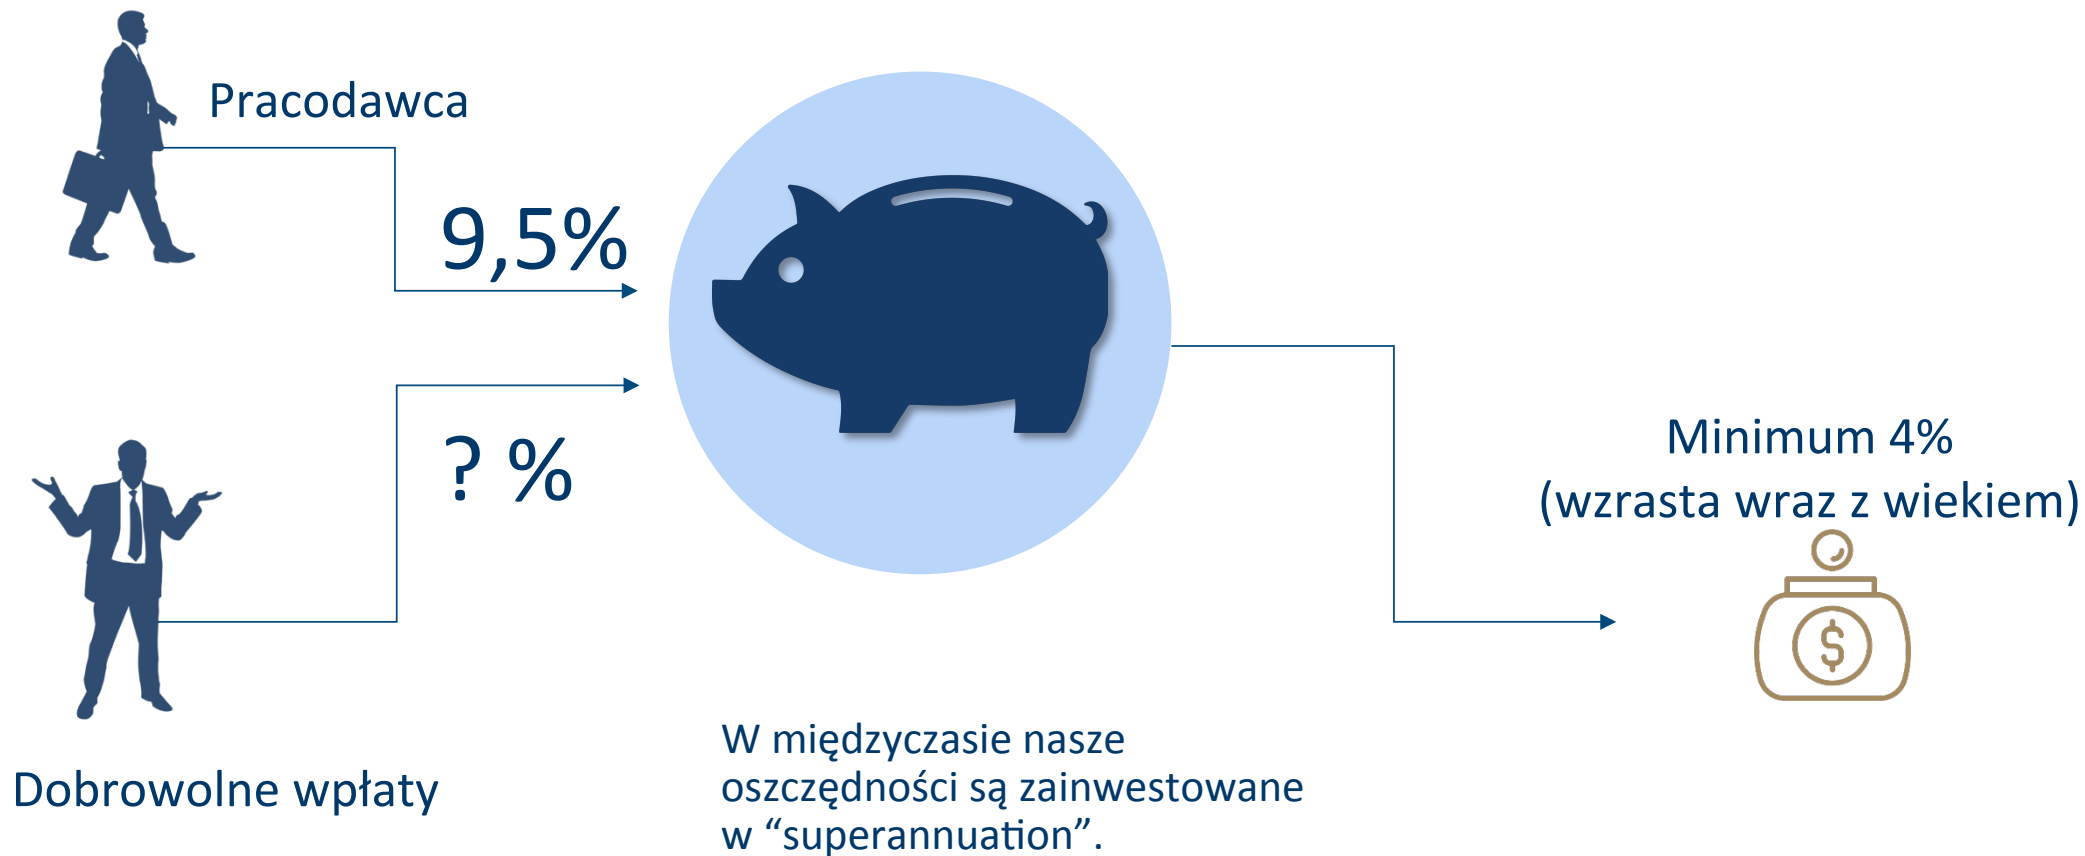 Pracodawca
9,5%
? %
Dobrowolne wpłaty
W międzyczasie nasze
oszczędności są zainwestowane
w “superannuation”.
Minimum 4%
(wzrasta wraz z wiekiem)
$